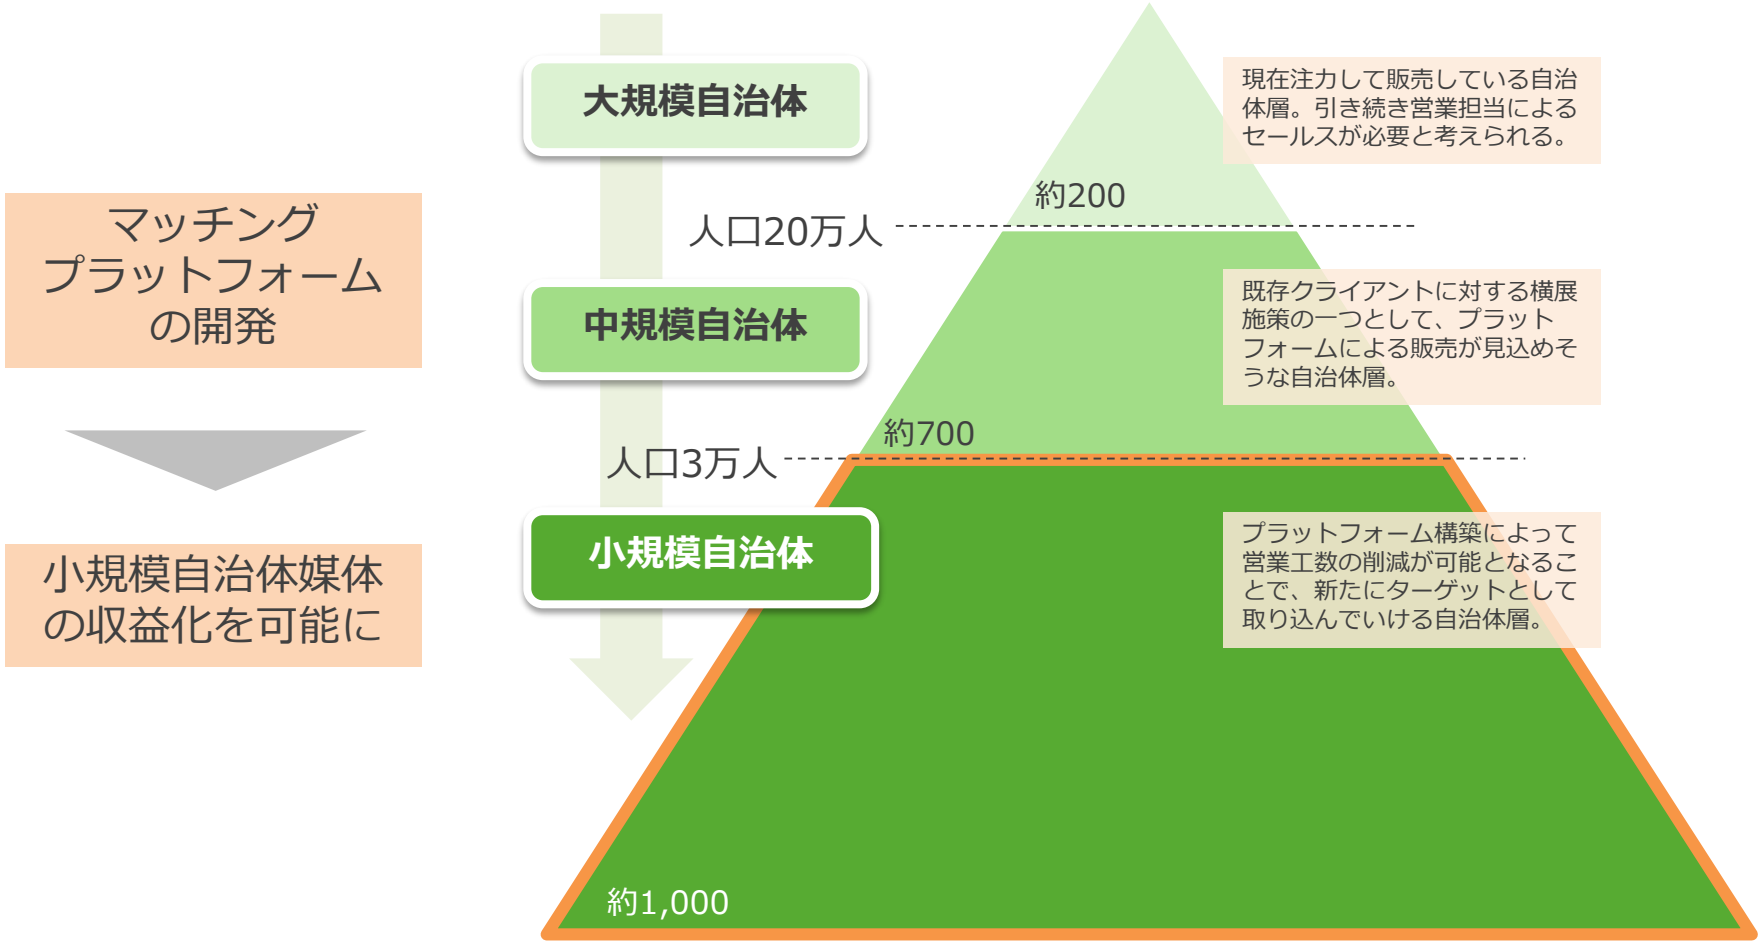 マッチング
プラットフォーム
の開発
小規模自治体媒体
の収益化を可能に
大規模自治体
現在注力して販売している自治
体層。引き続き営業担当による
セールスが必要と考えられる。
約200
人口20万人
中規模自治体
既存クライアントに対する横展
施策の一つとして、プラット
フォームによる販売が見込めそ
うな自治体層。
約700
人口3万人
小規模自治体
プラットフォーム構築によって
営業工数の削減が可能となるこ
とで、新たにターゲットとして
取り込んでいける自治体層。
約1,000